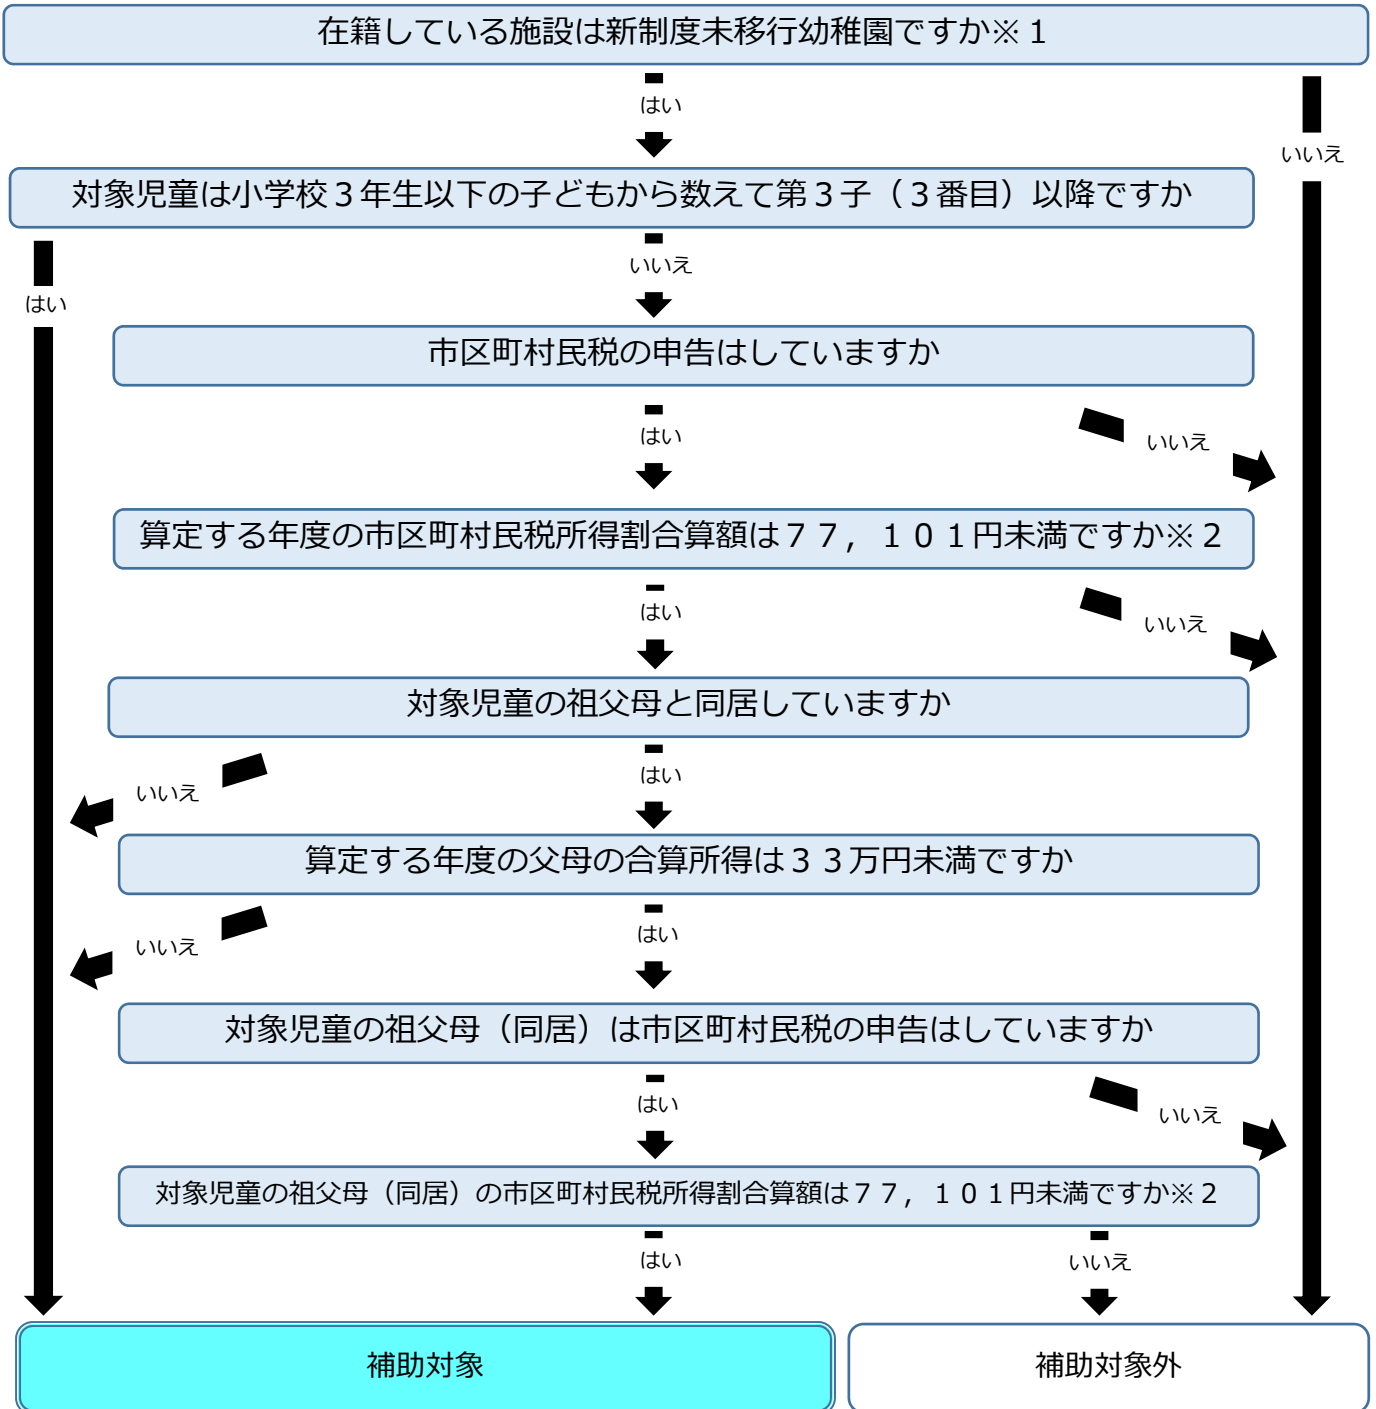 在籍している施設は新制度未移行幼稚園ですか※１
はい
いいえ
対象児童は小学校３年生以下の子どもから数えて第３子（３番目）以降ですか
いいえ
はい
市区町村民税の申告はしていますか
はい
いいえ
算定する年度の市区町村民税所得割合算額は７７，１０１円未満ですか※２
はい
いいえ
対象児童の祖父母と同居していますか
はい
いいえ
算定する年度の父母の合算所得は３３万円未満ですか
はい
いいえ
対象児童の祖父母（同居）は市区町村民税の申告はしていますか
はい
いいえ
対象児童の祖父母（同居）の市区町村民税所得割合算額は７７，１０１円未満ですか※２
はい
いいえ
補助対象
補助対象外